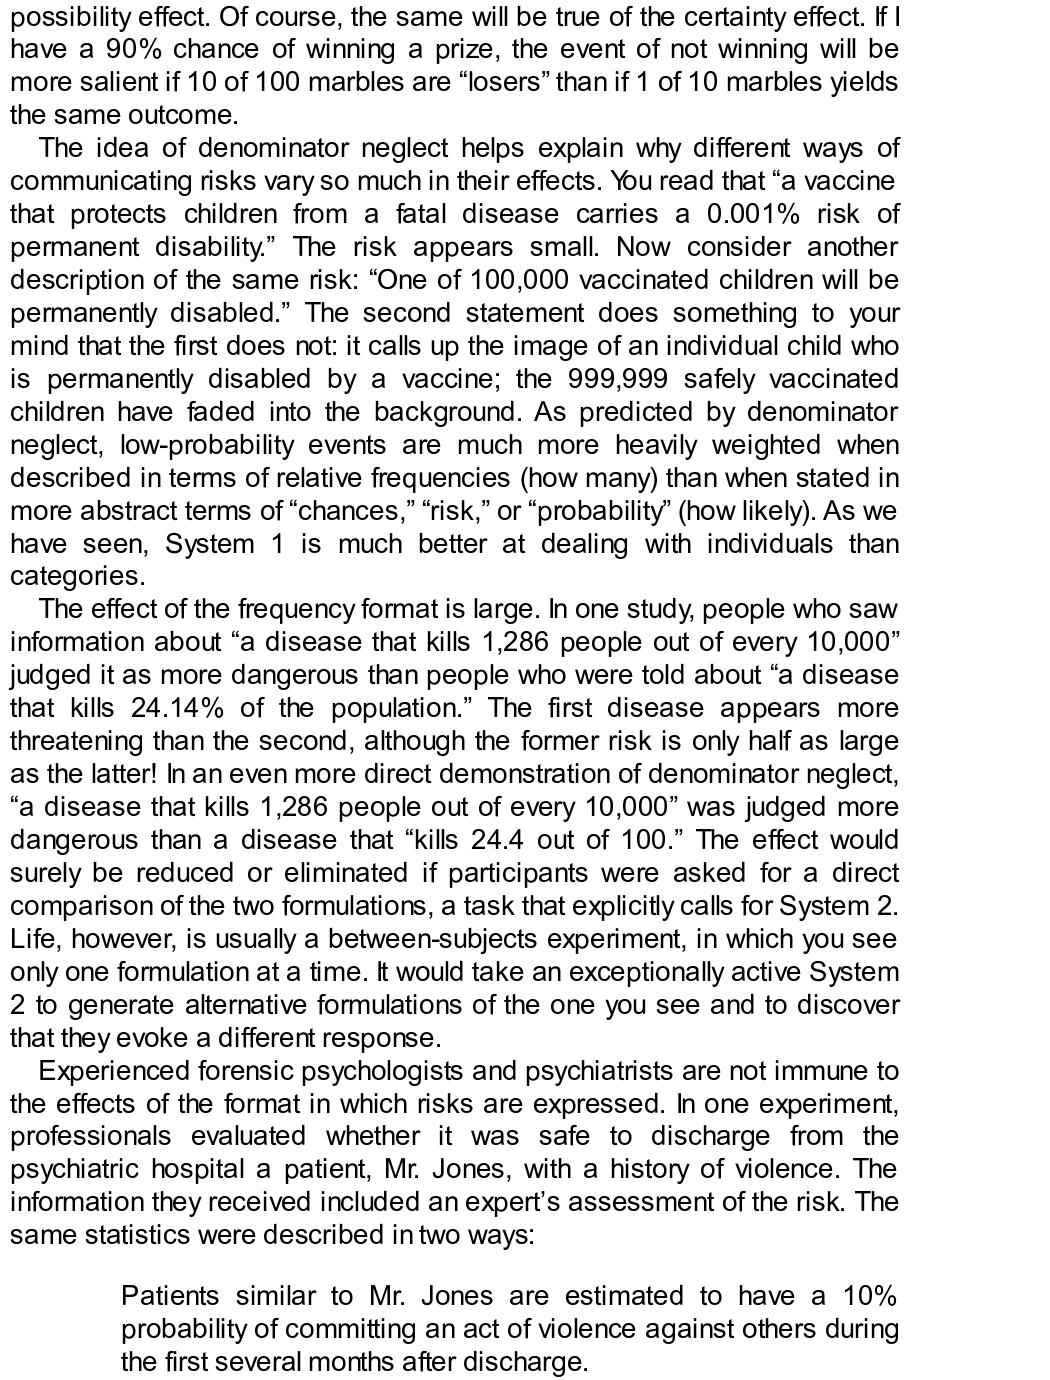 possibility effect. Of course, the same will be true of the certainty effect. If I
have a 90% chance of winning a prize, the event of not winning will be
more salient if 10 of 100 marbles are “losers” than if 1 of 10 marbles yields
the same outcome.
The idea of denominator neglect helps explain why different ways of
communicating risks vary so much in their effects. You read that “a vaccine
that protects children from a fatal disease carries a 0.001% risk of
permanent disability.” The risk appears small. Now consider another
description of the same risk: “One of 100,000 vaccinated children will be
permanently disabled.” The second statement does something to your
mind that the first does not: it calls up the image of an individual child who
is permanently disabled by a vaccine; the 999,999 safely vaccinated
children have faded into the background. As predicted by denominator
neglect, low-probability events are much more heavily weighted when
described in terms of relative frequencies (how many) than when stated in
more abstract terms of “chances,” “risk,” or “probability” (how likely). As we
have seen, System 1 is much better at dealing with individuals than
categories.
The effect of the frequency format is large. In one study, people who saw
information about “a disease that kills 1,286 people out of every 10,000”
judged it as more dangerous than people who were told about “a disease
that kills 24.14% of the population.” The first disease appears more
threatening than the second, although the former risk is only half as large
as the latter! In an even more direct demonstration of denominator neglect,
“a disease that kills 1,286 people out of every 10,000” was judged more
dangerous than a disease that “kills 24.4 out of 100.” The effect would
surely be reduced or eliminated if participants were asked for a direct
comparison of the two formulations, a task that explicitly calls for System 2.
Life, however, is usually a between-subjects experiment, in which you see
only one formulation at a time. It would take an exceptionally active System
2 to generate alternative formulations of the one you see and to discover
that they evoke a different response.
Experienced forensic psychologists and psychiatrists are not immune to
the effects of the format in which risks are expressed. In one experiment,
professionals evaluated whether it was safe to discharge from the
psychiatric hospital a patient, Mr. Jones, with a history of violence. The
information they received included an expert’s assessment of the risk. The
same statistics were described in two ways:
Patients similar to Mr. Jones are estimated to have a 10%
probability of committing an act of violence against others during
the first several months after discharge.